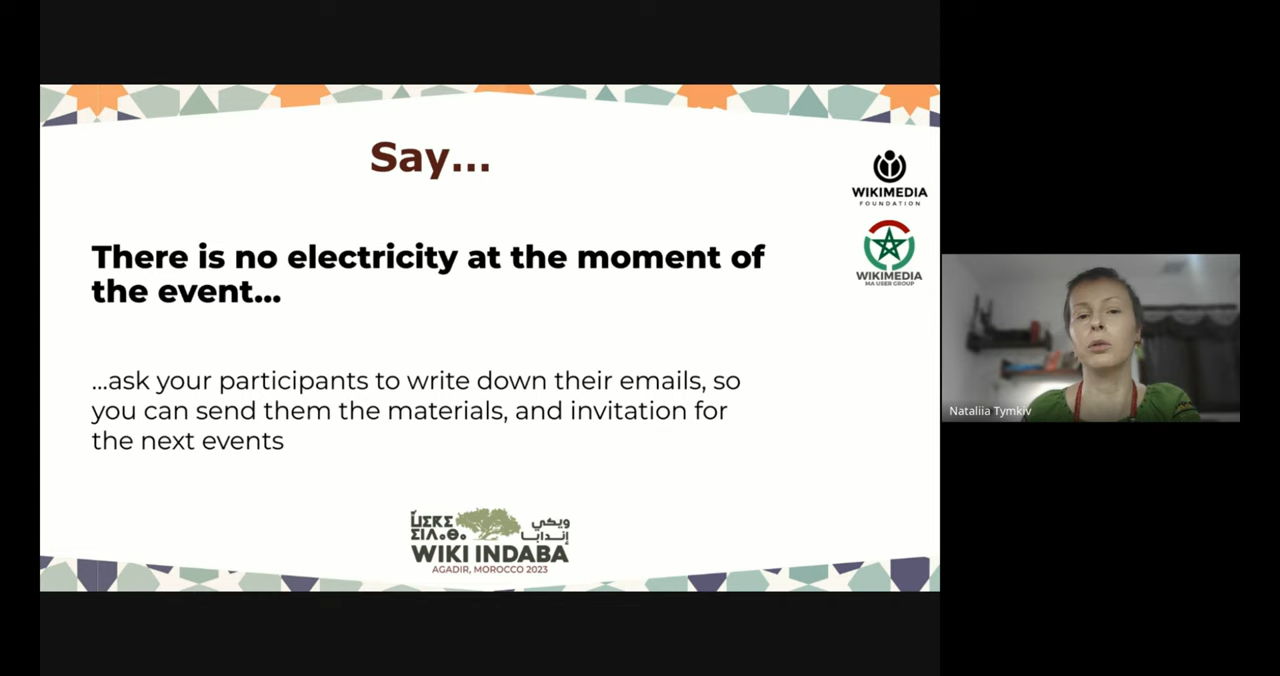 Say...
WIKIMEDIA
FOUNDATION
WIKIMEDIA
MA USER GROUP
There is no electricity at the moment of
the event...
...ask your participants to write down their emails, so
you can send them the materials, and invitation for
the next events
ⵡⵉⴽⵉ
ⵉⵏⴷⴰⴱⴰ
ويكي
إندابا
WIKI INDABA
AGADIR, MOROCCO 2023
Nataliia Tymkiv